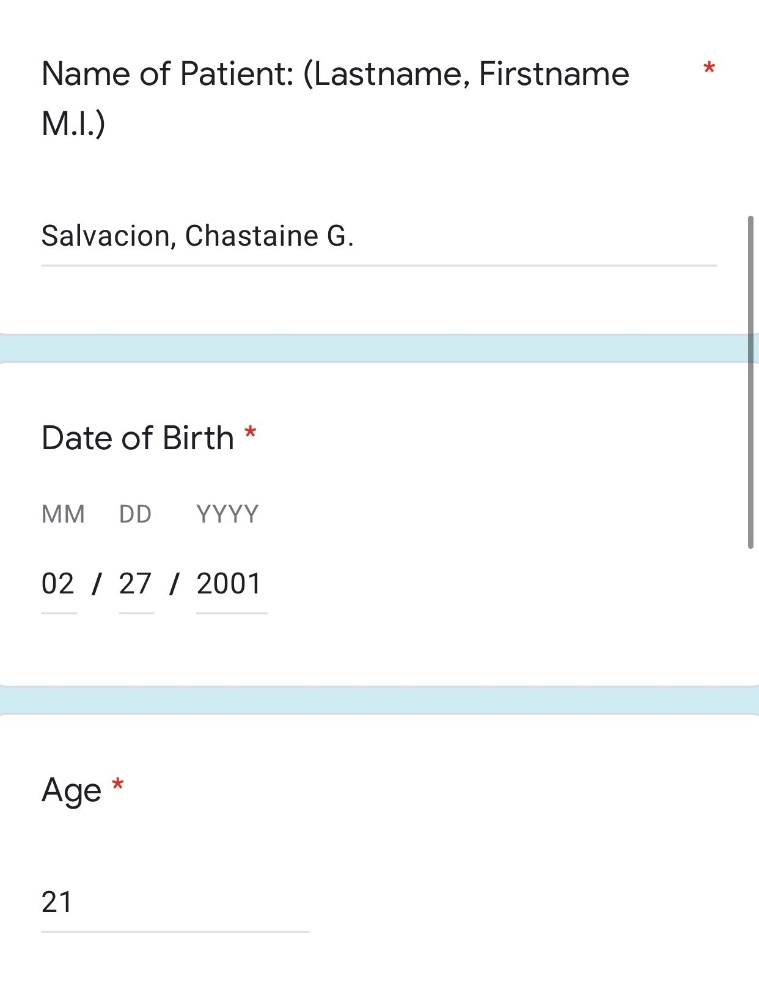 Name of Patient: (Lastname, Firstname *
M.I.)
Salvacion, Chastaine G.
Date of Birth *
MM DD YYYY
02 / 27 / 2001
Age *
21